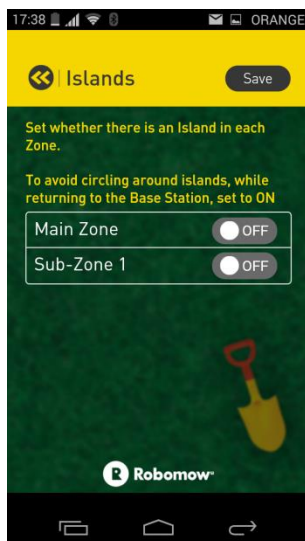 17:38 ORANGE
Islands Save
Set whether there is an Island in each
Zone.
To avoid circling around islands, while
returning to the Base Station, set to ON
Main Zone OFF
Sub-Zone 1 OFF
R Robomow